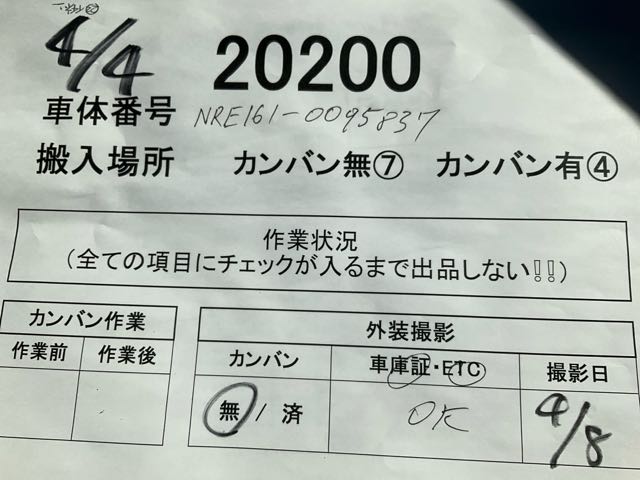 4/4
20200
車体番号 NRE161-0095837
搬入場所 カンバン無⑦ カンバン有④
作業状況
(全ての項目にチェックが入るまで出品しない!!)
カンバン作業
作業前 作業後
外装撮影
カンバン 車庫証・ETC 撮影日
無 / 済 OK 4/8